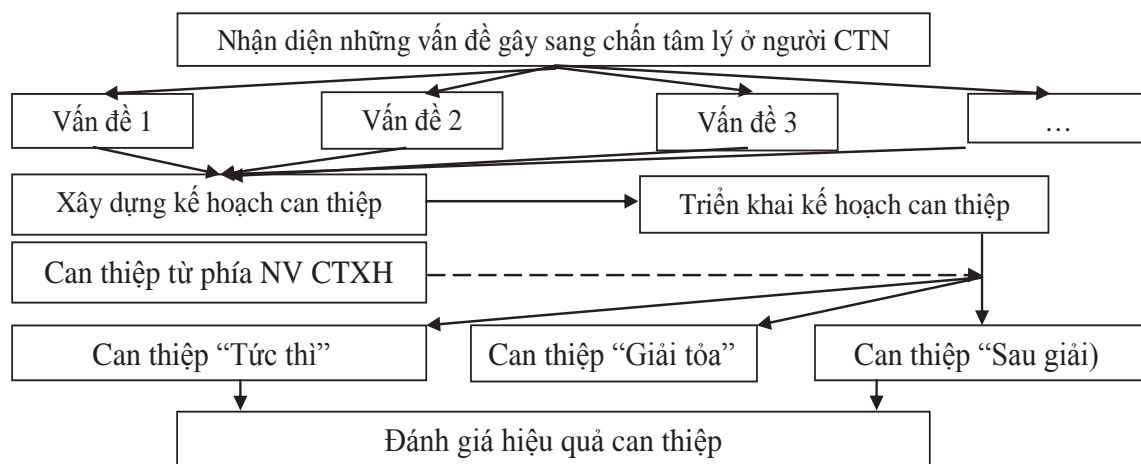 Nhận diện những vấn đề gây sang chấn tâm lý ở người CTN
Vấn đề 1
Vấn đề 2
Vấn đề 3
…
Xây dựng kế hoạch can thiệp
Triển khai kế hoạch can thiệp
Can thiệp từ phía NV CTXH
Can thiệp “Tức thì”
Can thiệp “Giải tỏa”
Can thiệp “Sau giải)
Đánh giá hiệu quả can thiệp